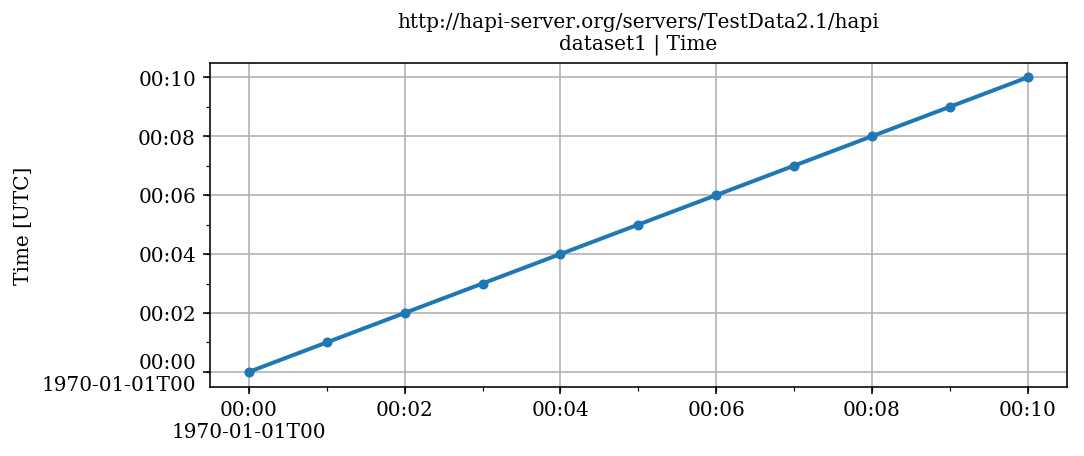 http://hapi-server.org/servers/TestData2.1/hapi
dataset1 | Time
Time [UTC]
00:10
00:08
00:06
00:04
00:02
00:00
1970-01-01T00
00:00 00:02 00:04 00:06 00:08 00:10
1970-01-01T00